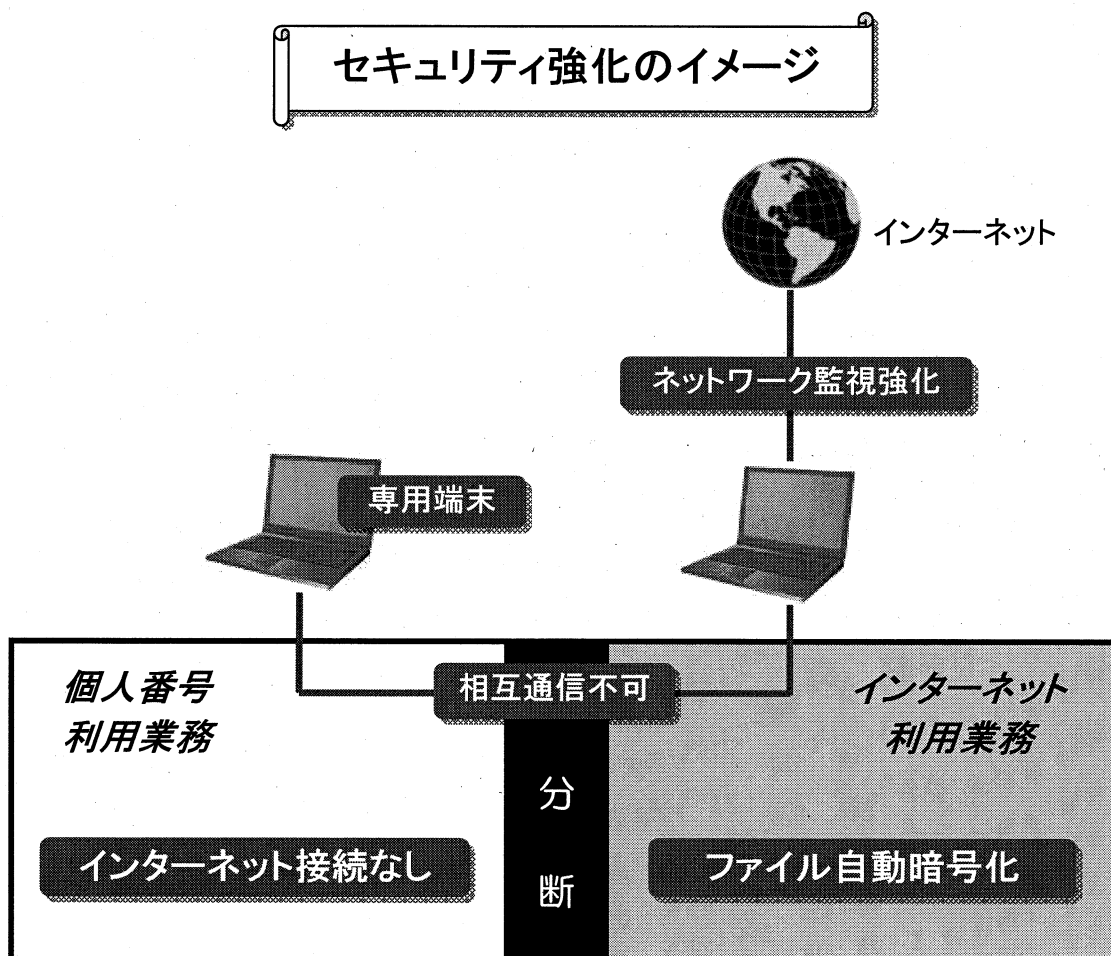 セキュリティ強化のイメージ
インターネット
ネットワーク監視強化
専用端末
個人番号
利用業務
相互通信不可
インターネット
利用業務
分
断
インターネット接続なし
ファイル自動暗号化